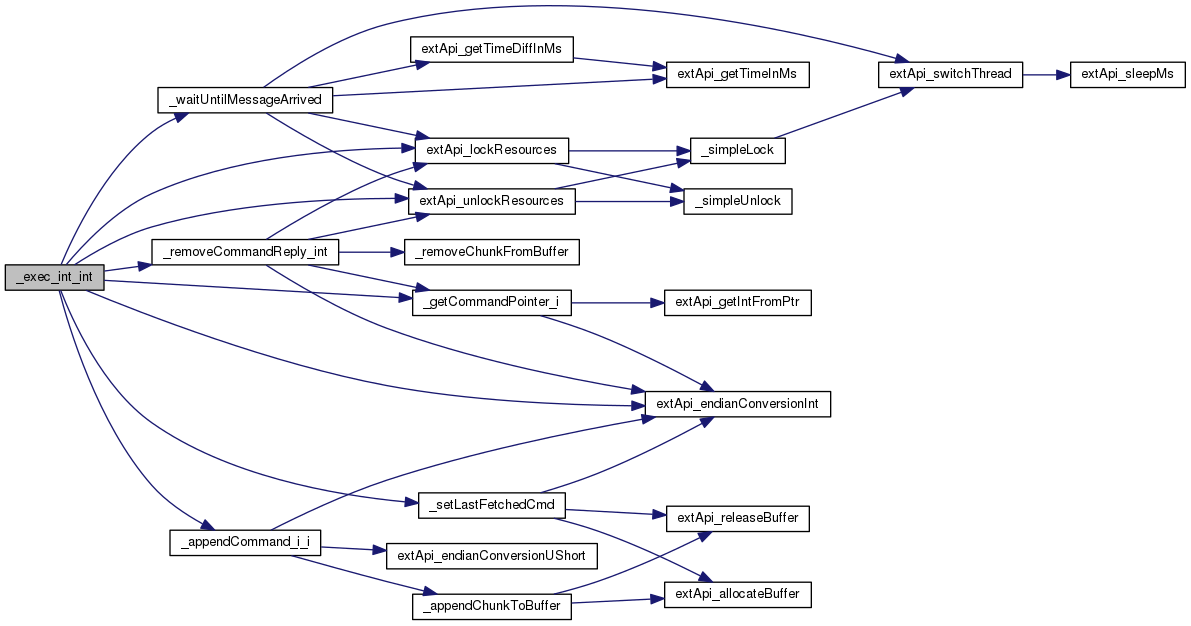 extApi_getTimeDiffInMs
extApi_getTimeInMs
extApi_switchThread
extApi_sleepMs
_waitUntilMessageArrived
extApi_lockResources
_simpleLock
extApi_unlockResources
_simpleUnlock
_removeCommandReply_int
_removeChunkFromBuffer
_exec_int_int
_getCommandPointer_i
extApi_getIntFromPtr
extApi_endianConversionInt
_setLastFetchedCmd
extApi_releaseBuffer
_appendCommand_i_i
extApi_endianConversionUShort
extApi_allocateBuffer
_appendChunkToBuffer